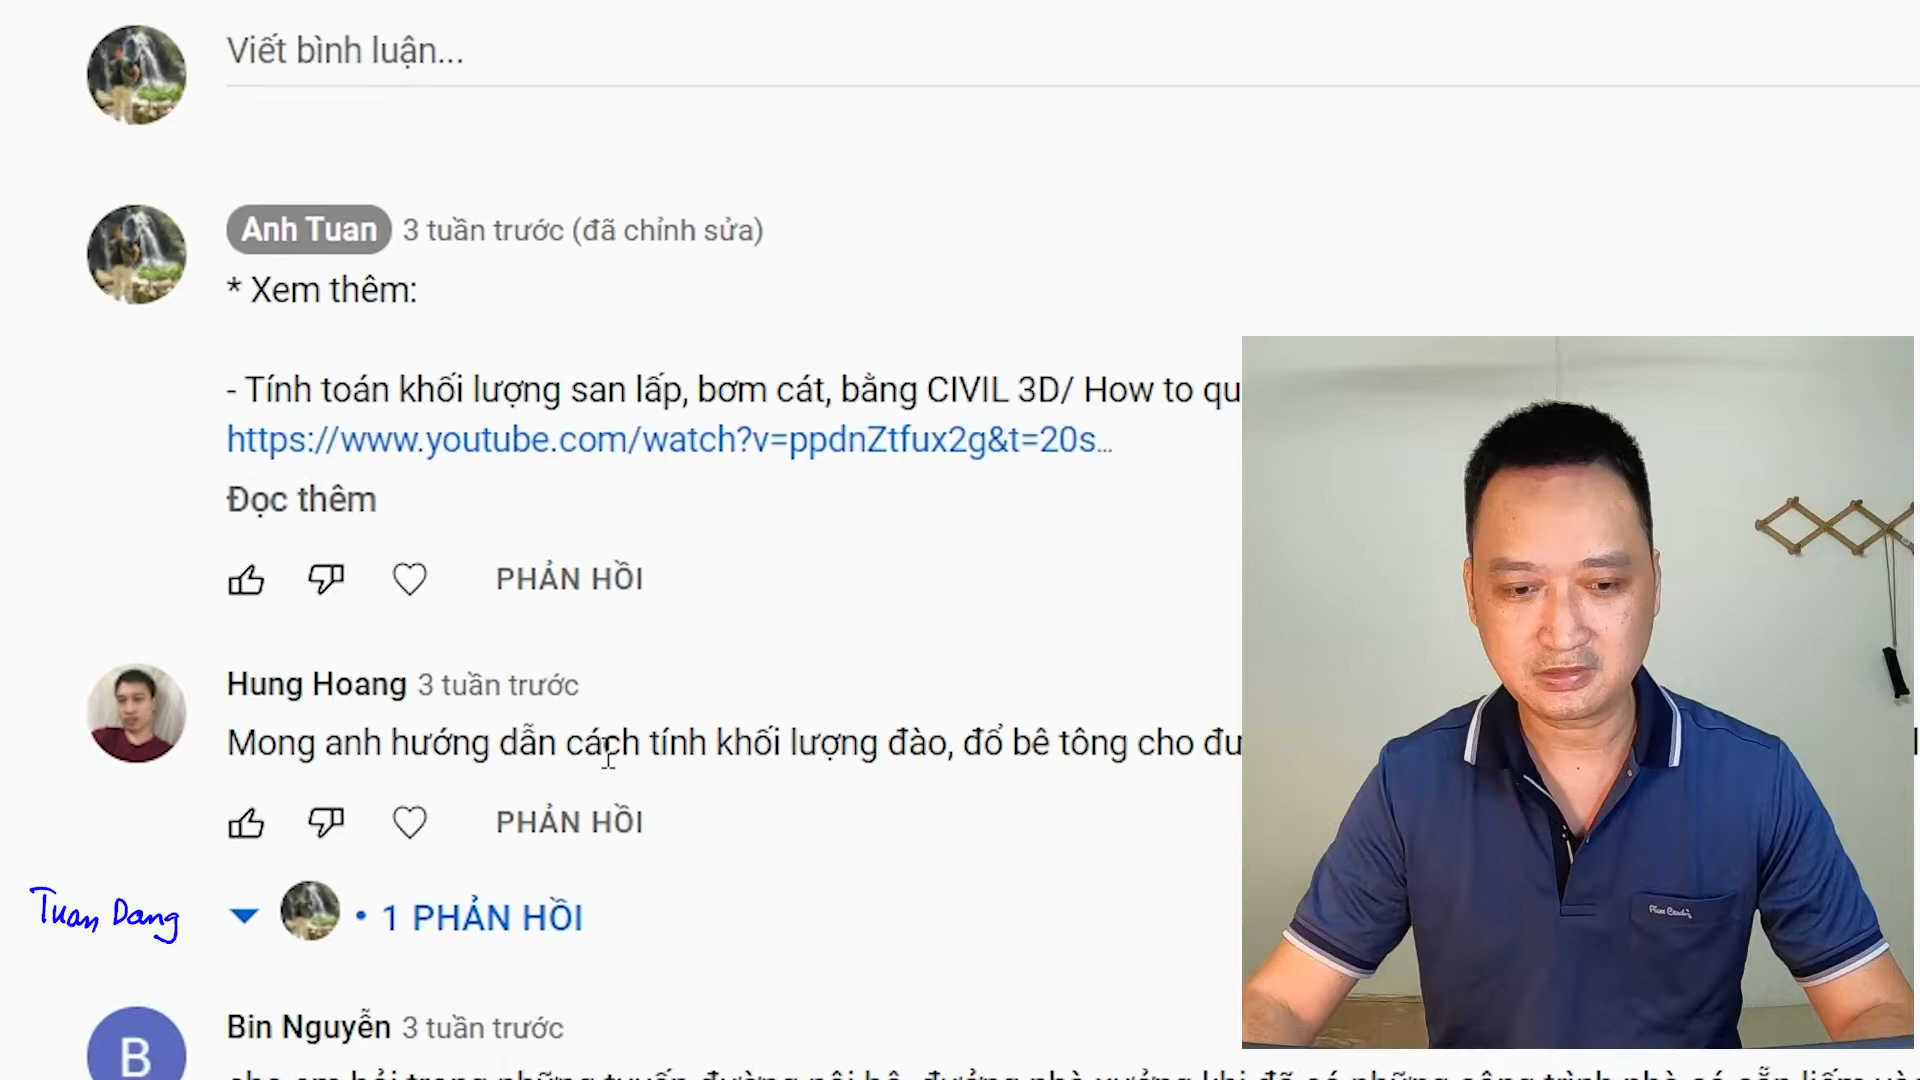 Viết bình luận...
Anh Tuan 3 tuần trước (đã chỉnh sửa)
* Xem thêm:
- Tính toán khối lượng san lấp, bơm cát, bằng CIVIL 3D/ How to qu
https://www.youtube.com/watch?v=ppdnZtfux2g&t=20s...
Đọc thêm
PHẢN HỒI
Hung Hoang 3 tuần trước
Mong anh hướng dẫn cách tính khối lượng đào, đổ bê tông cho đư
PHẢN HỒI
Tuan Dang
• 1 PHẢN HỒI
B
Bin Nguyễn 3 tuần trước
Pierre Cardin